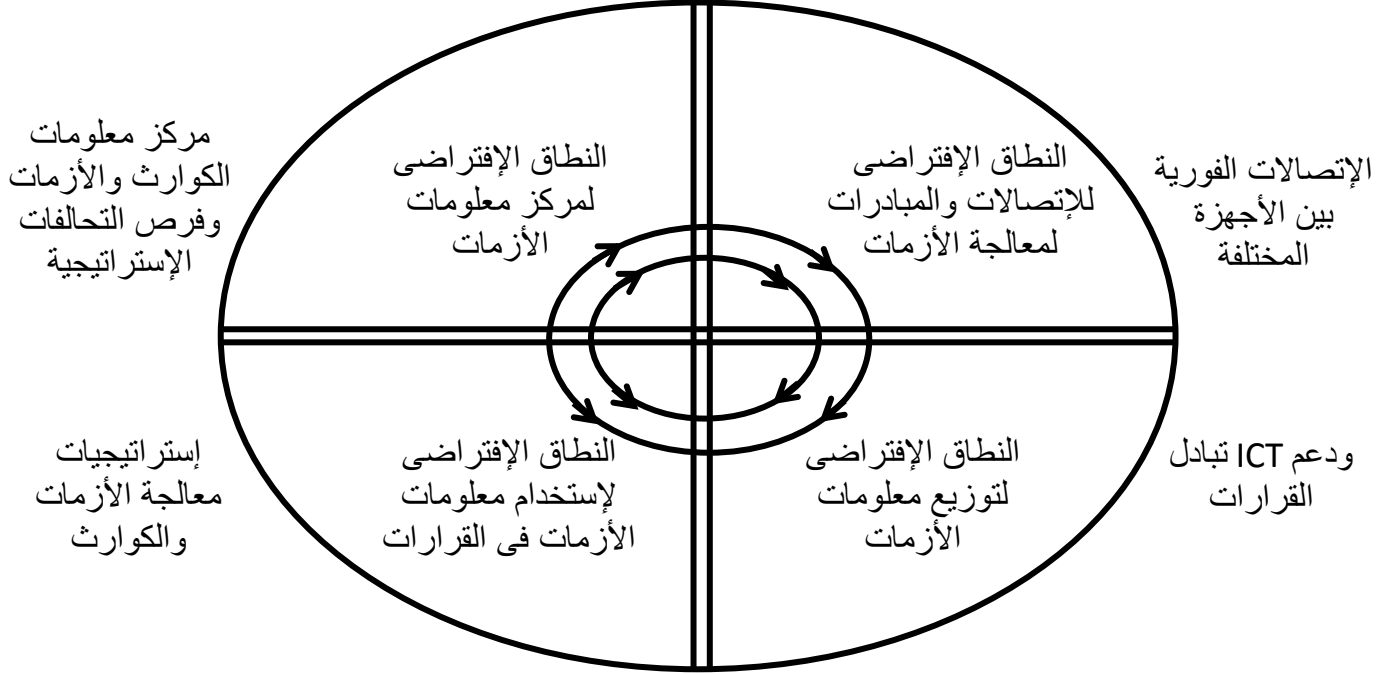 الإتصالات الفورية
بين الأجهزة
المختلفة
النطاق الإفتراضى
للإتصالات والمبادرات
لمعالجة الأزمات
النطاق الإفتراضى
لمركز معلومات
الأزمات
مركز معلومات
الكوارث والأزمات
وفرص التحالفات
الإستراتيجية
ودعم ICT تبادل
القرارات
النطاق الإفتراضى
لتوزيع معلومات
الأزمات
النطاق الإفتراضى
لإستخدام معلومات
الأزمات فى القرارات
إستراتيجيات
معالجة الأزمات
والكوارث